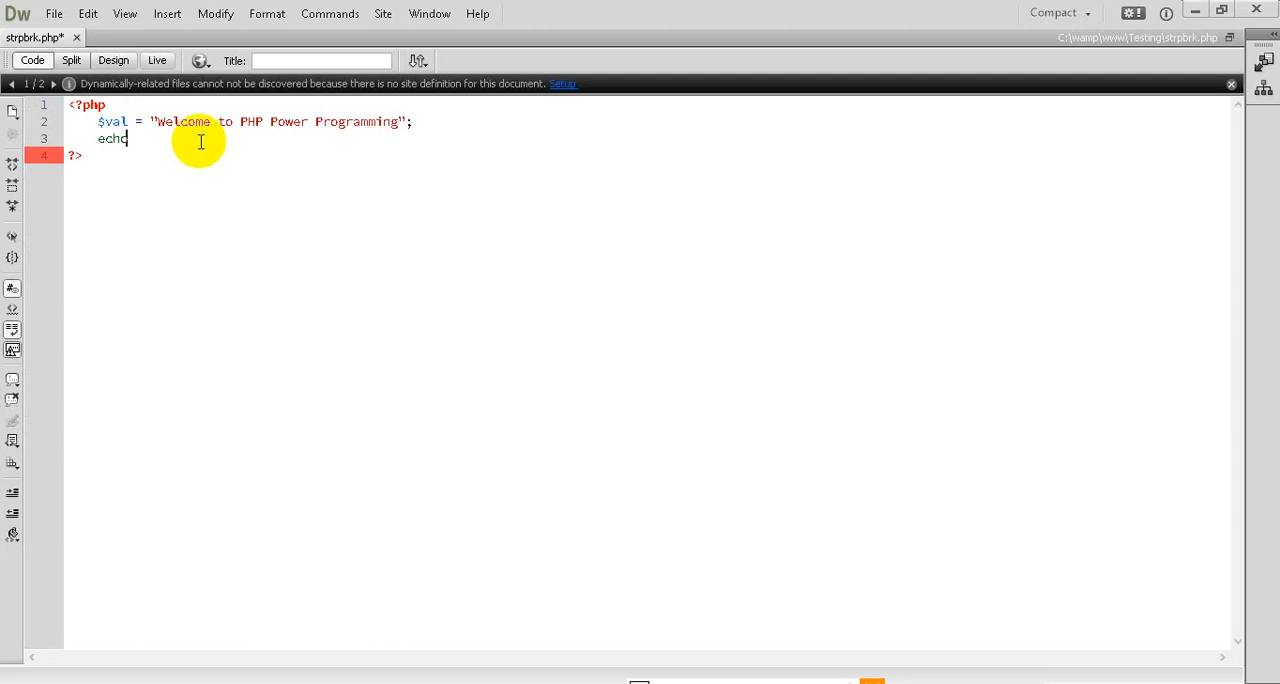 Dw File Edit View Insert Modify Format Commands Site Window Help Compact
strpbrk.php* × C:\wamp\www\Testing\strpbrk.php
Code Split Design Live Title:
1 / 2 Dynamically-related files cannot not be discovered because there is no site definition for this document. Setup
1 <?php
2 $val = "Welcome to PHP Power Programming";
3 echo
4 ?>